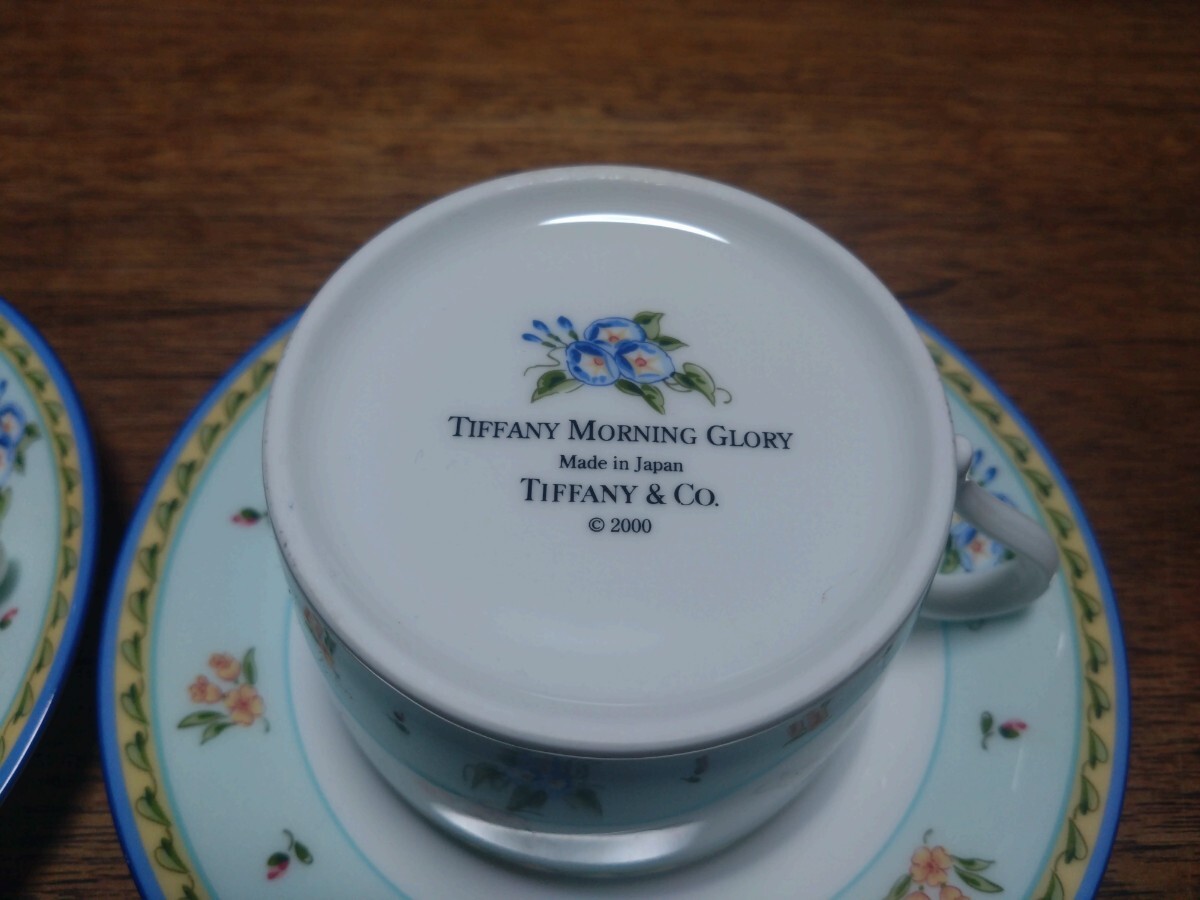 TIFFANY MORNING GLORY
Made in Japan
TIFFANY & CO.
© 2000